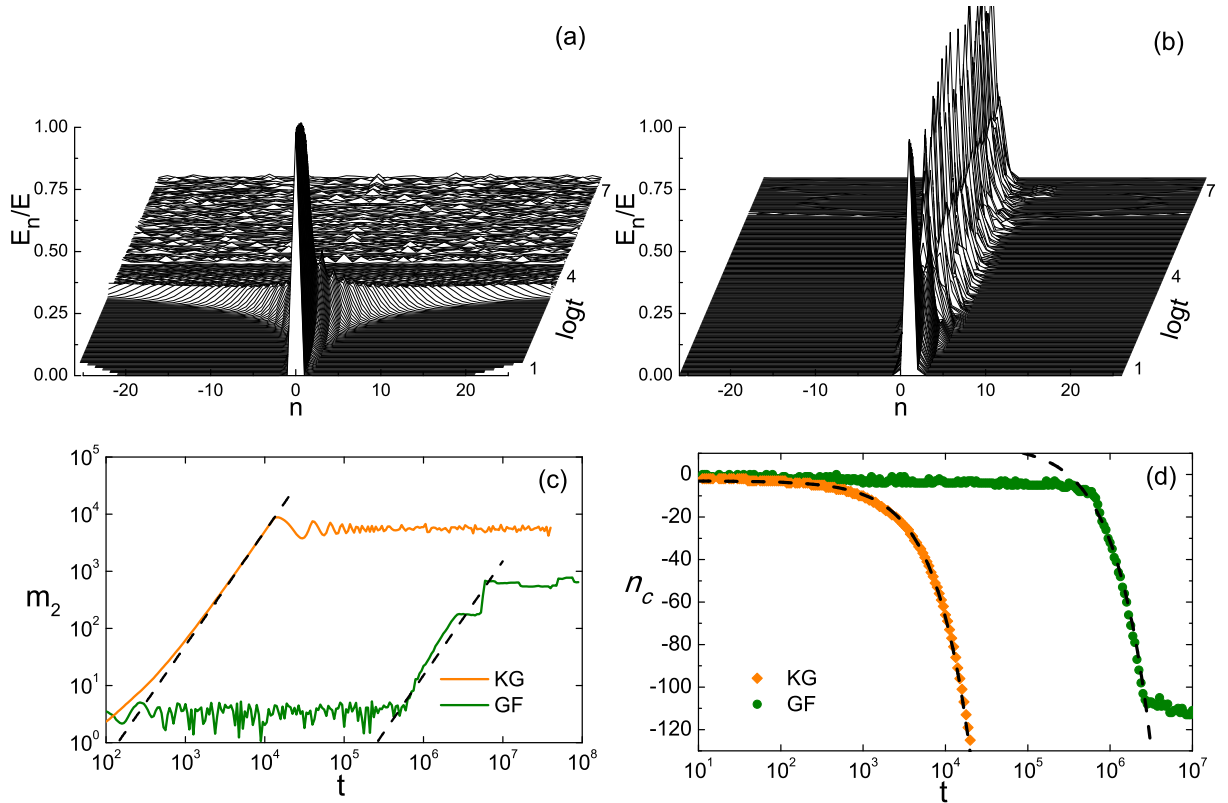 (a)
1.00
0.75
0.50
0.25
0.00
E_n/E
-20
-10
0
10
20
n
1
4
7
logt
(b)
1.00
0.75
0.50
0.25
0.00
E_n/E
-20
-10
0
10
20
n
1
4
7
logt
(c)
10^5
10^4
10^3
10^2
10^1
10^0
m_2
KG
GF
10^2
10^3
10^4
10^5
10^6
10^7
10^8
t
(d)
0
-20
-40
-60
-80
-100
-120
n_c
KG
GF
10^1
10^2
10^3
10^4
10^5
10^6
10^7
t